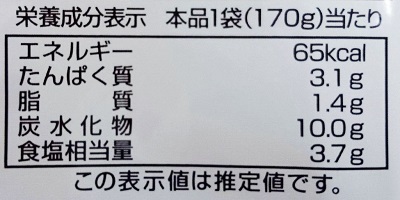 栄養成分表示 本品1袋(170g)当たり
エネルギー 65kcal
たんぱく質 3.1g
脂質 1.4g
炭水化物 10.0g
食塩相当量 3.7g
この表示値は推定値です。